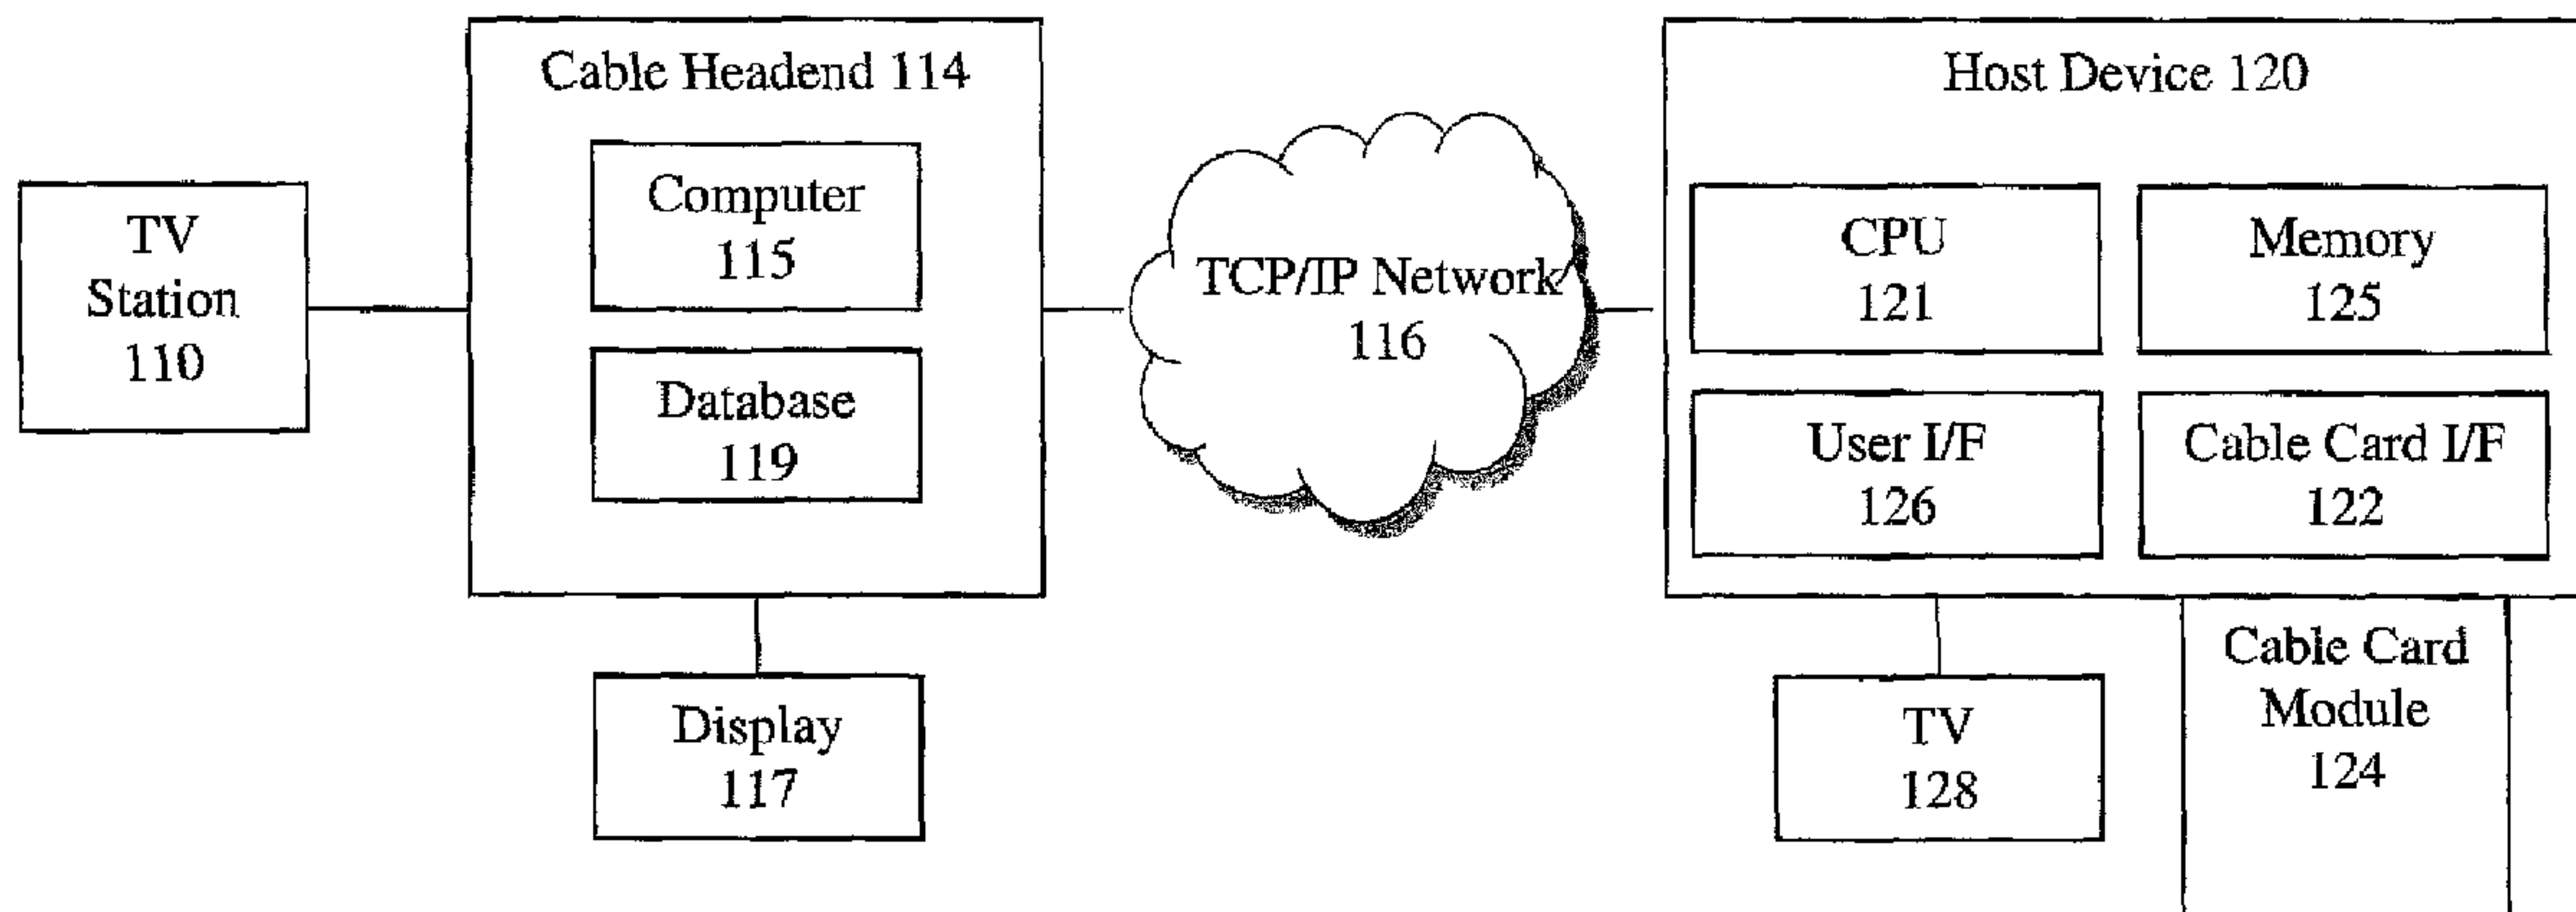 Cable Headend 114
Host Device 120
TV
Station
110
Computer
115
Database
119
TCP/IP Network
116
CPU
121
Memory
125
User I/F
126
Cable Card I/F
122
Display
117
TV
128
Cable Card
Module
124